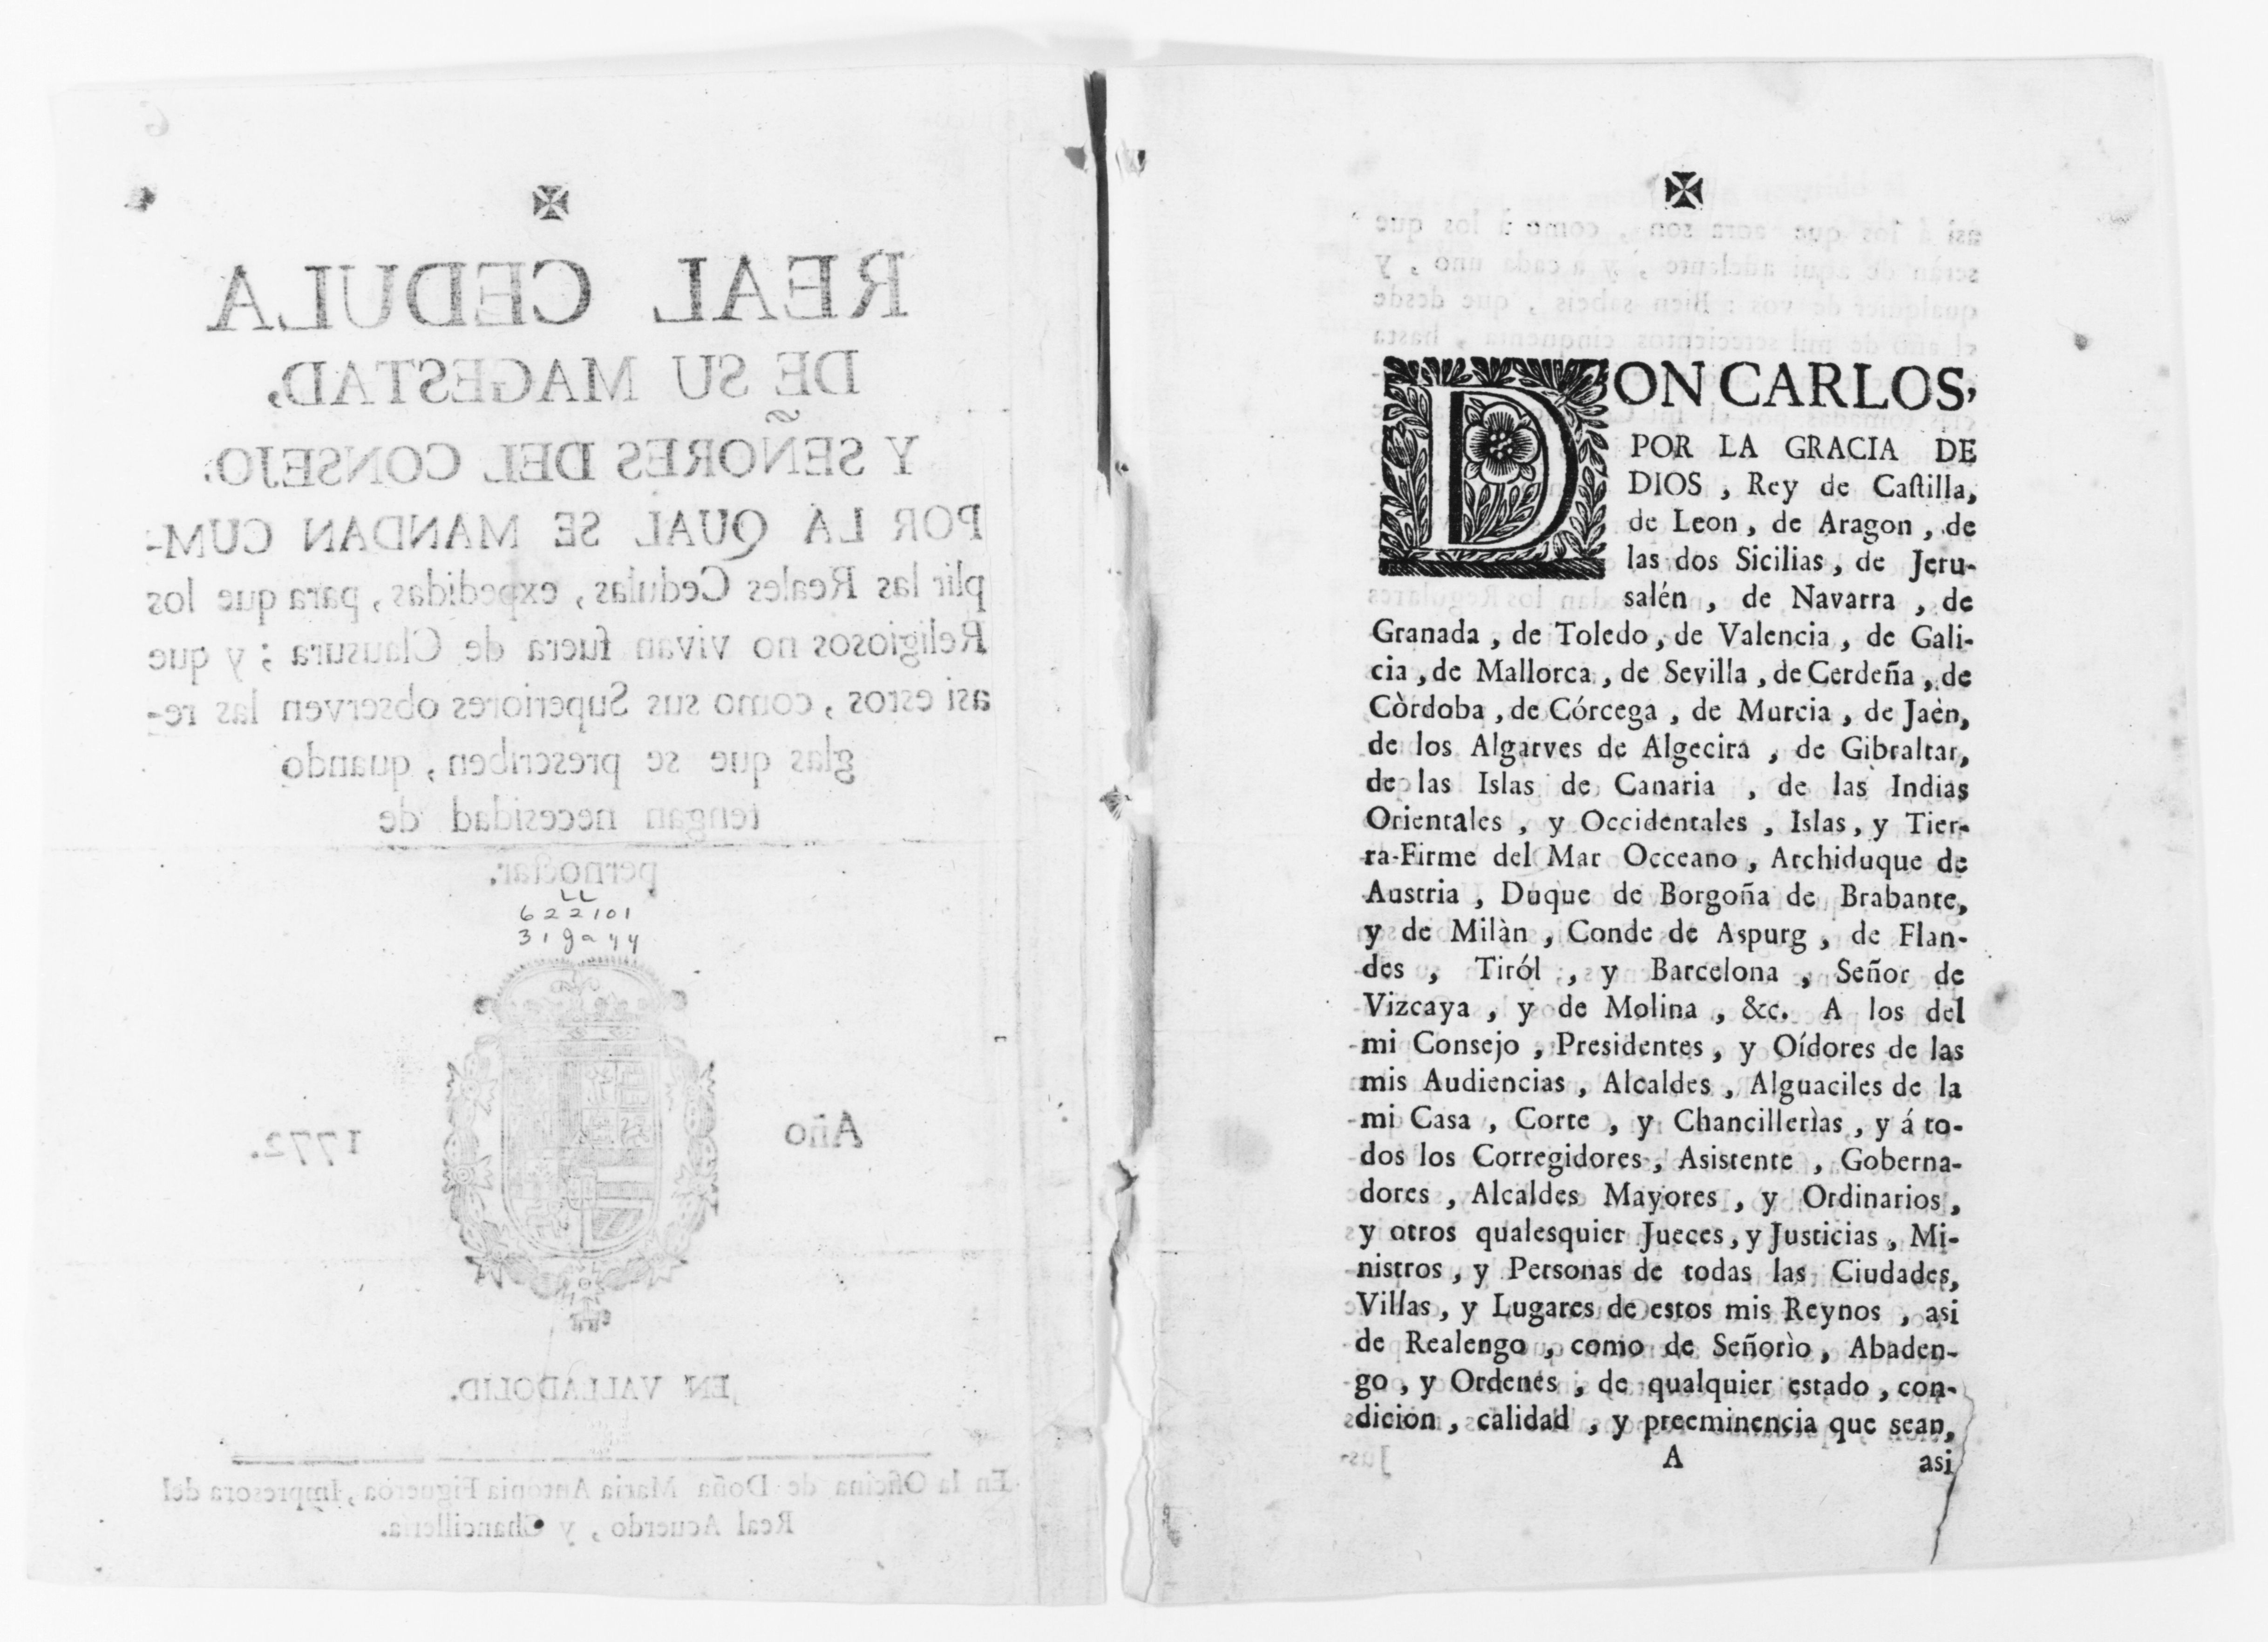 REAL CEDULA
DE SU MAGESTAD,
Y SEÑORES DEL CONSEJO,
POR LA QUAL SE MANDAN CUM-
plir las Reales Cedulas, expedidas, para que los
Religiosos no vivan fuera de Clausura; y que
asi estos, como sus Superiores observen las re-
glas que se prescriben, quando
tengan necesidad de
pernoctar.
LL
622101
31ga44
Año 1772.
EN VALLADOLID.
En la Oficina de Doña Maria Antonia Figueròa, Impresora del
Real Acuerdo, y Chancillería.
DON CARLOS,
POR LA GRACIA DE
DIOS, Rey de Castilla,
de Leon, de Aragon, de
las dos Sicilias, de Jeru-
salén, de Navarra, de
Granada, de Toledo, de Valencia, de Gali-
cia, de Mallorca, de Sevilla, de Cerdeña, de
Còrdoba, de Córcega, de Murcia, de Jaèn,
de los Algarves de Algecira, de Gibraltar,
de las Islas de Canaria, de las Indias
Orientales, y Occidentales, Islas, y Tier-
ra-Firme del Mar Occeano, Archiduque de
Austria, Duque de Borgoña de Brabante,
y de Milàn, Conde de Aspurg, de Flan-
des, Tiról, y Barcelona, Señor de
Vizcaya, y de Molina, &c. A los del
mi Consejo, Presidentes, y Oídores de las
mis Audiencias, Alcaldes, Alguaciles de la
mi Casa, Corte, y Chancillerìas, y á to-
dos los Corregidores, Asistente, Goberna-
dores, Alcaldes Mayores, y Ordinarios,
y otros qualesquier Jueces, y Justicias, Mi-
nistros, y Personas de todas las Ciudades,
Villas, y Lugares de estos mis Reynos, asi
de Realengo, como de Señorìo, Abaden-
go, y Ordenes, de qualquier estado, con-
dicion, calidad, y preeminencia que sean,
A asi